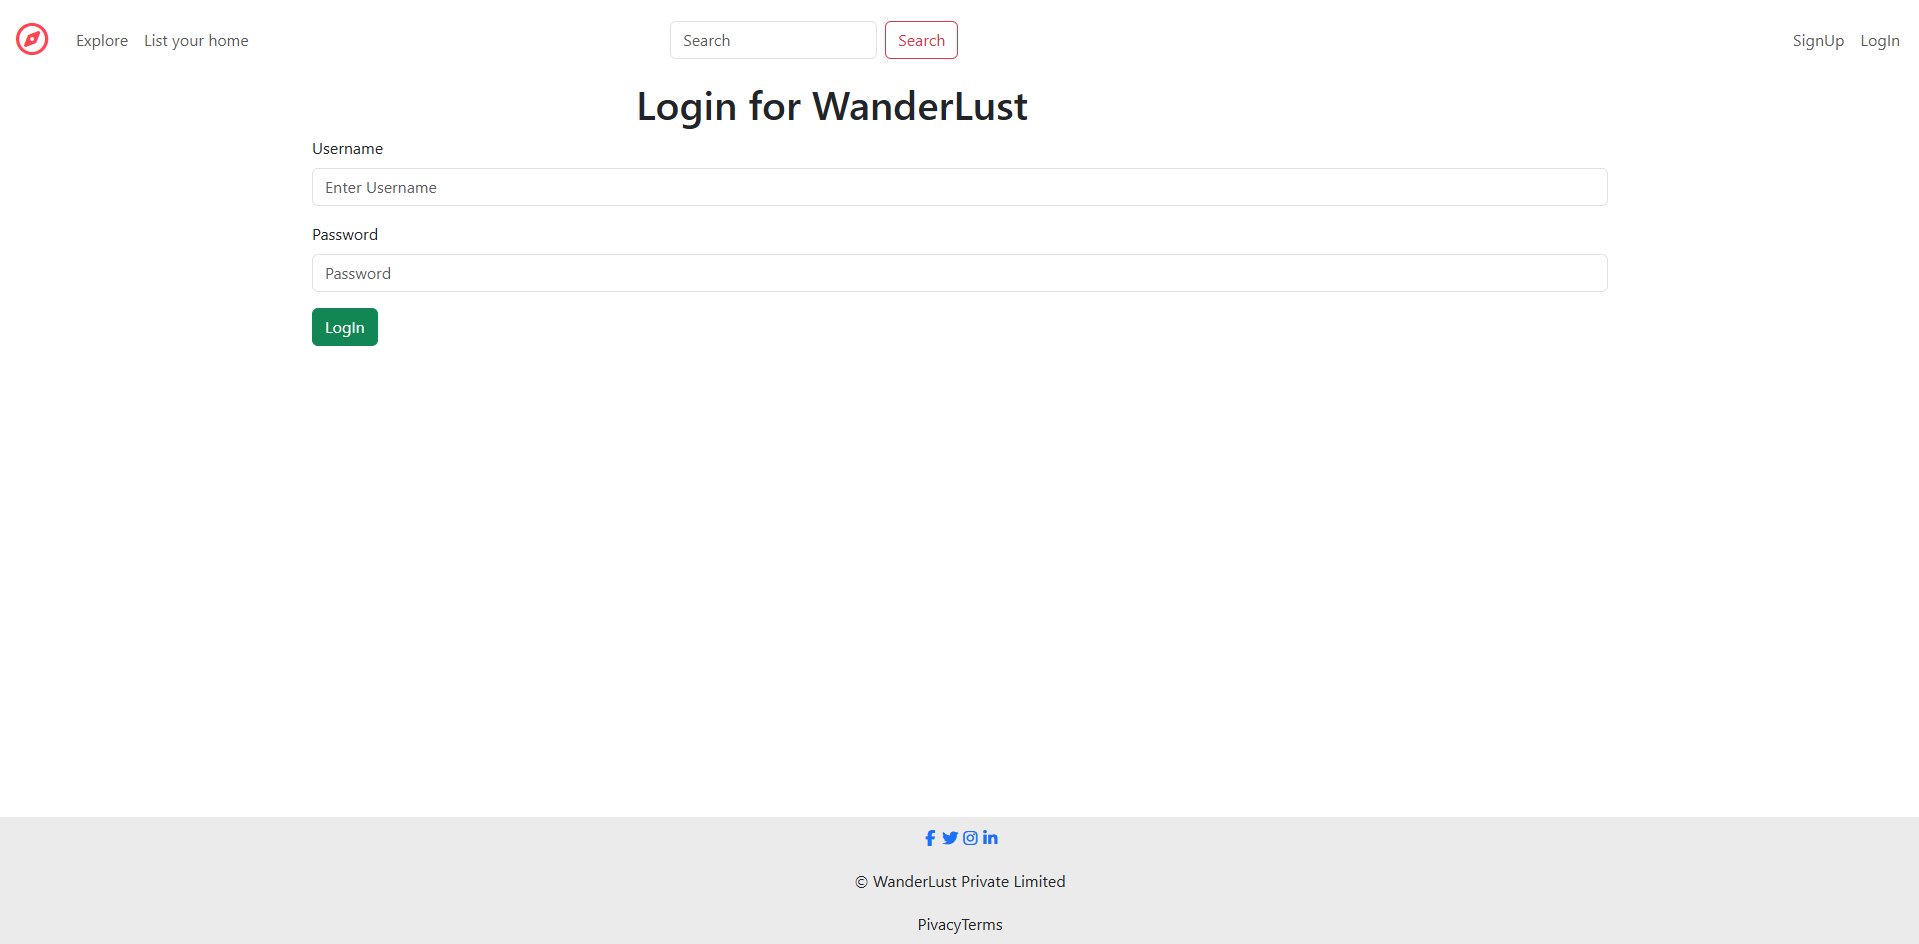 Explore List your home Search Search SignUp LogIn
Login for WanderLust
Username
Enter Username
Password
Password
LogIn
© WanderLust Private Limited
PivacyTerms